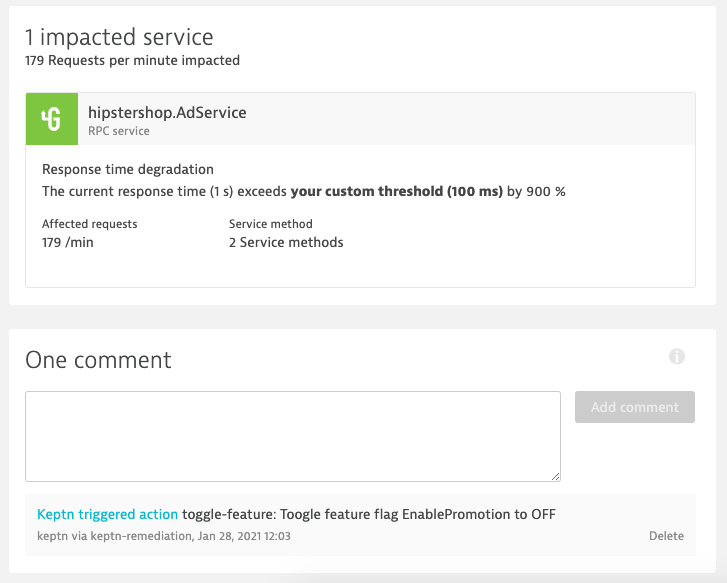 1 impacted service
179 Requests per minute impacted
hipstershop.AdService
RPC service
Response time degradation
The current response time (1 s) exceeds your custom threshold (100 ms) by 900 %
Affected requests
Service method
179 /min
2 Service methods
One comment
Add comment
Keptn triggered action toggle-feature: Toogle feature flag EnablePromotion to OFF
keptn via keptn-remediation, Jan 28, 2021 12:03
Delete